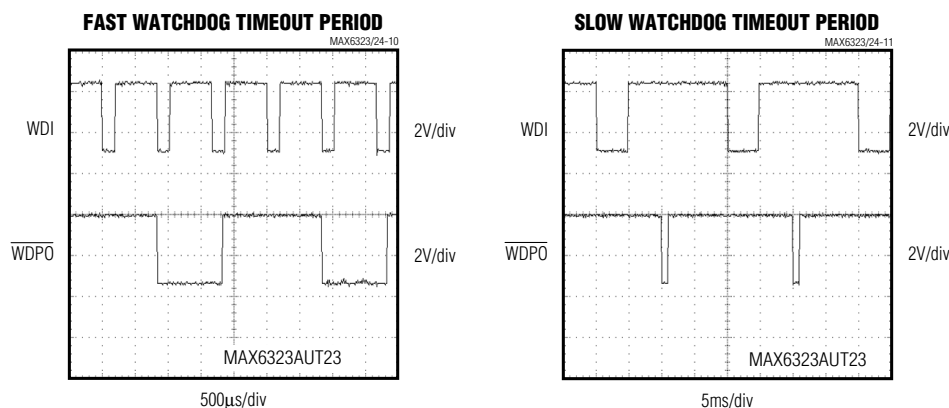 FAST WATCHDOG TIMEOUT PERIOD
MAX6323/24-10
WDI
2V/div
WDPO
2V/div
MAX6323AUT23
500µs/div
SLOW WATCHDOG TIMEOUT PERIOD
MAX6323/24-11
WDI
2V/div
WDPO
2V/div
MAX6323AUT23
5ms/div